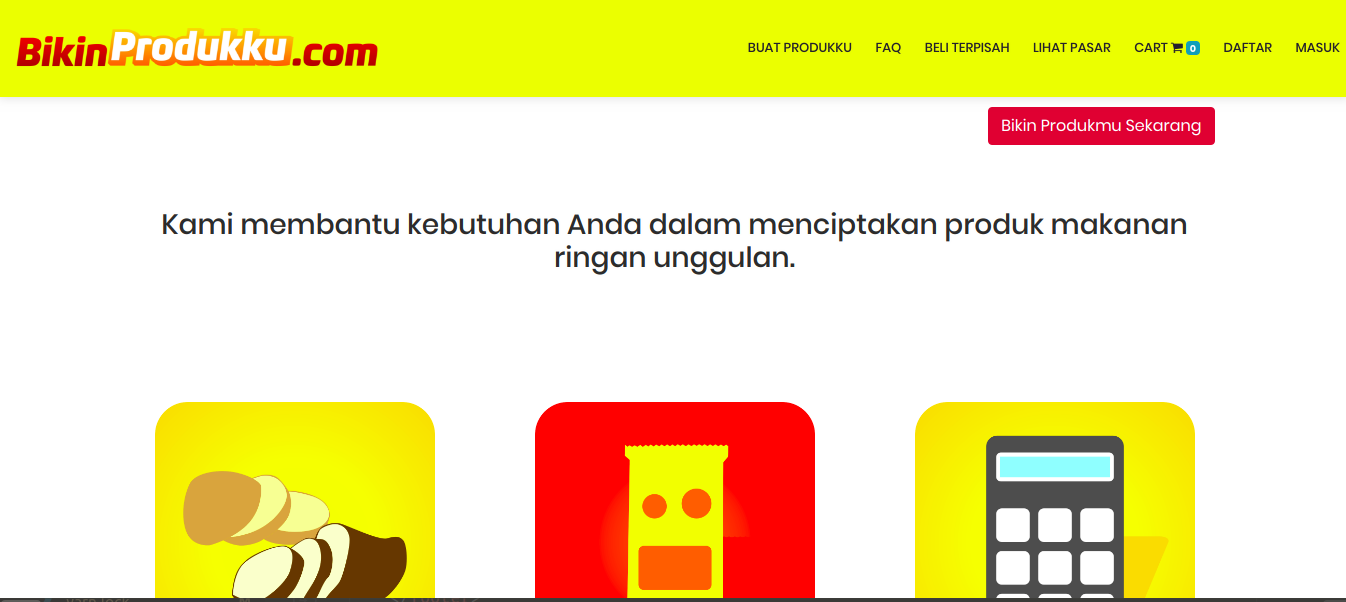 BikinProdukku.com
BUAT PRODUKKU FAQ BELI TERPISAH LIHAT PASAR CART 0 DAFTAR MASUK
Bikin Produkmu Sekarang
Kami membantu kebutuhan Anda dalam menciptakan produk makanan
ringan unggulan.